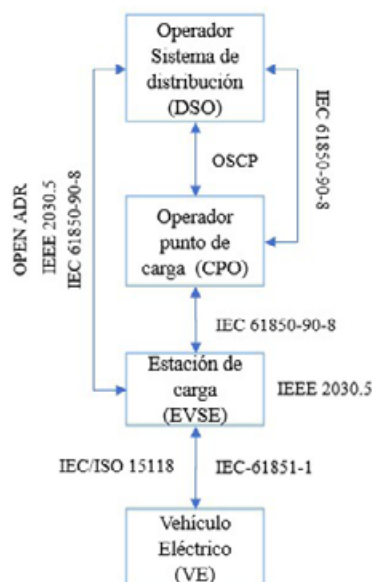 Operador
Sistema de
distribución
(DSO)
IEC 61850-90-8
OSCP
OPEN ADR
IEEE 2030.5
IEC 61850-90-8
Operador
punto de
carga (CPO)
IEC 61850-90-8
Estación de
carga
(EVSE)
IEEE 2030.5
IEC/ISO 15118
IEC-61851-1
Vehículo
Eléctrico
(VE)